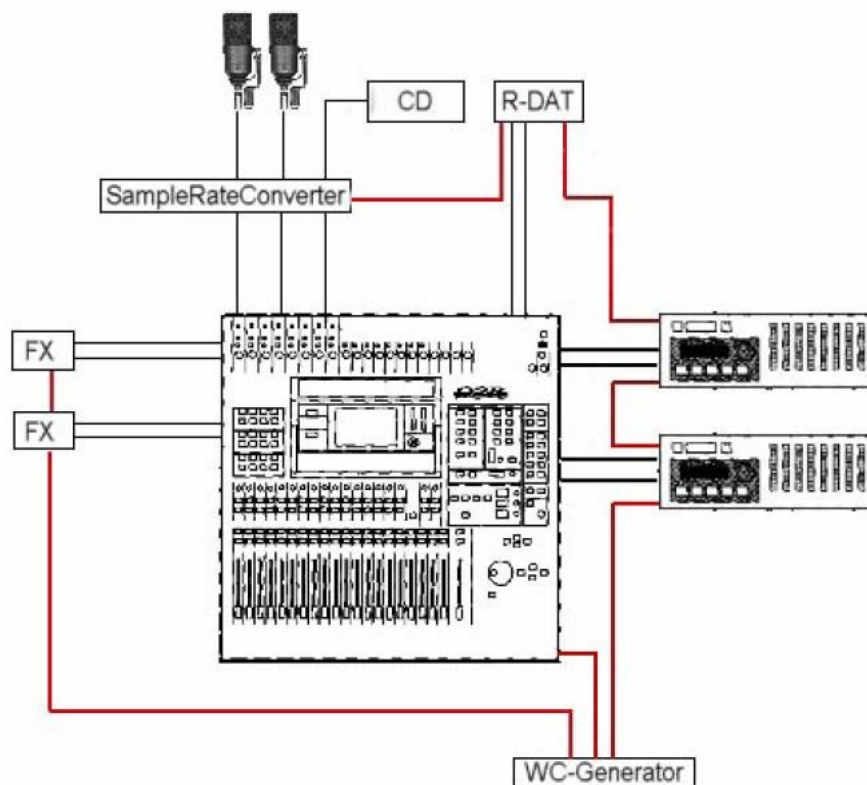 CD
R-DAT
SampleRateConverter
FX
FX
WC-Generator